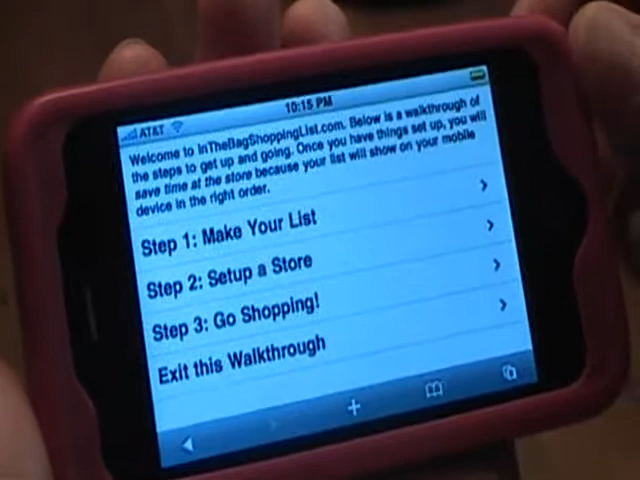 AT&T 10:15 PM
Welcome to InTheBagShoppingList.com. Below is a walkthrough of
the steps to get up and going. Once you have things set up, you will
save time at the store because your list will show on your mobile
device in the right order.
Step 1: Make Your List
Step 2: Setup a Store
Step 3: Go Shopping!
Exit this Walkthrough